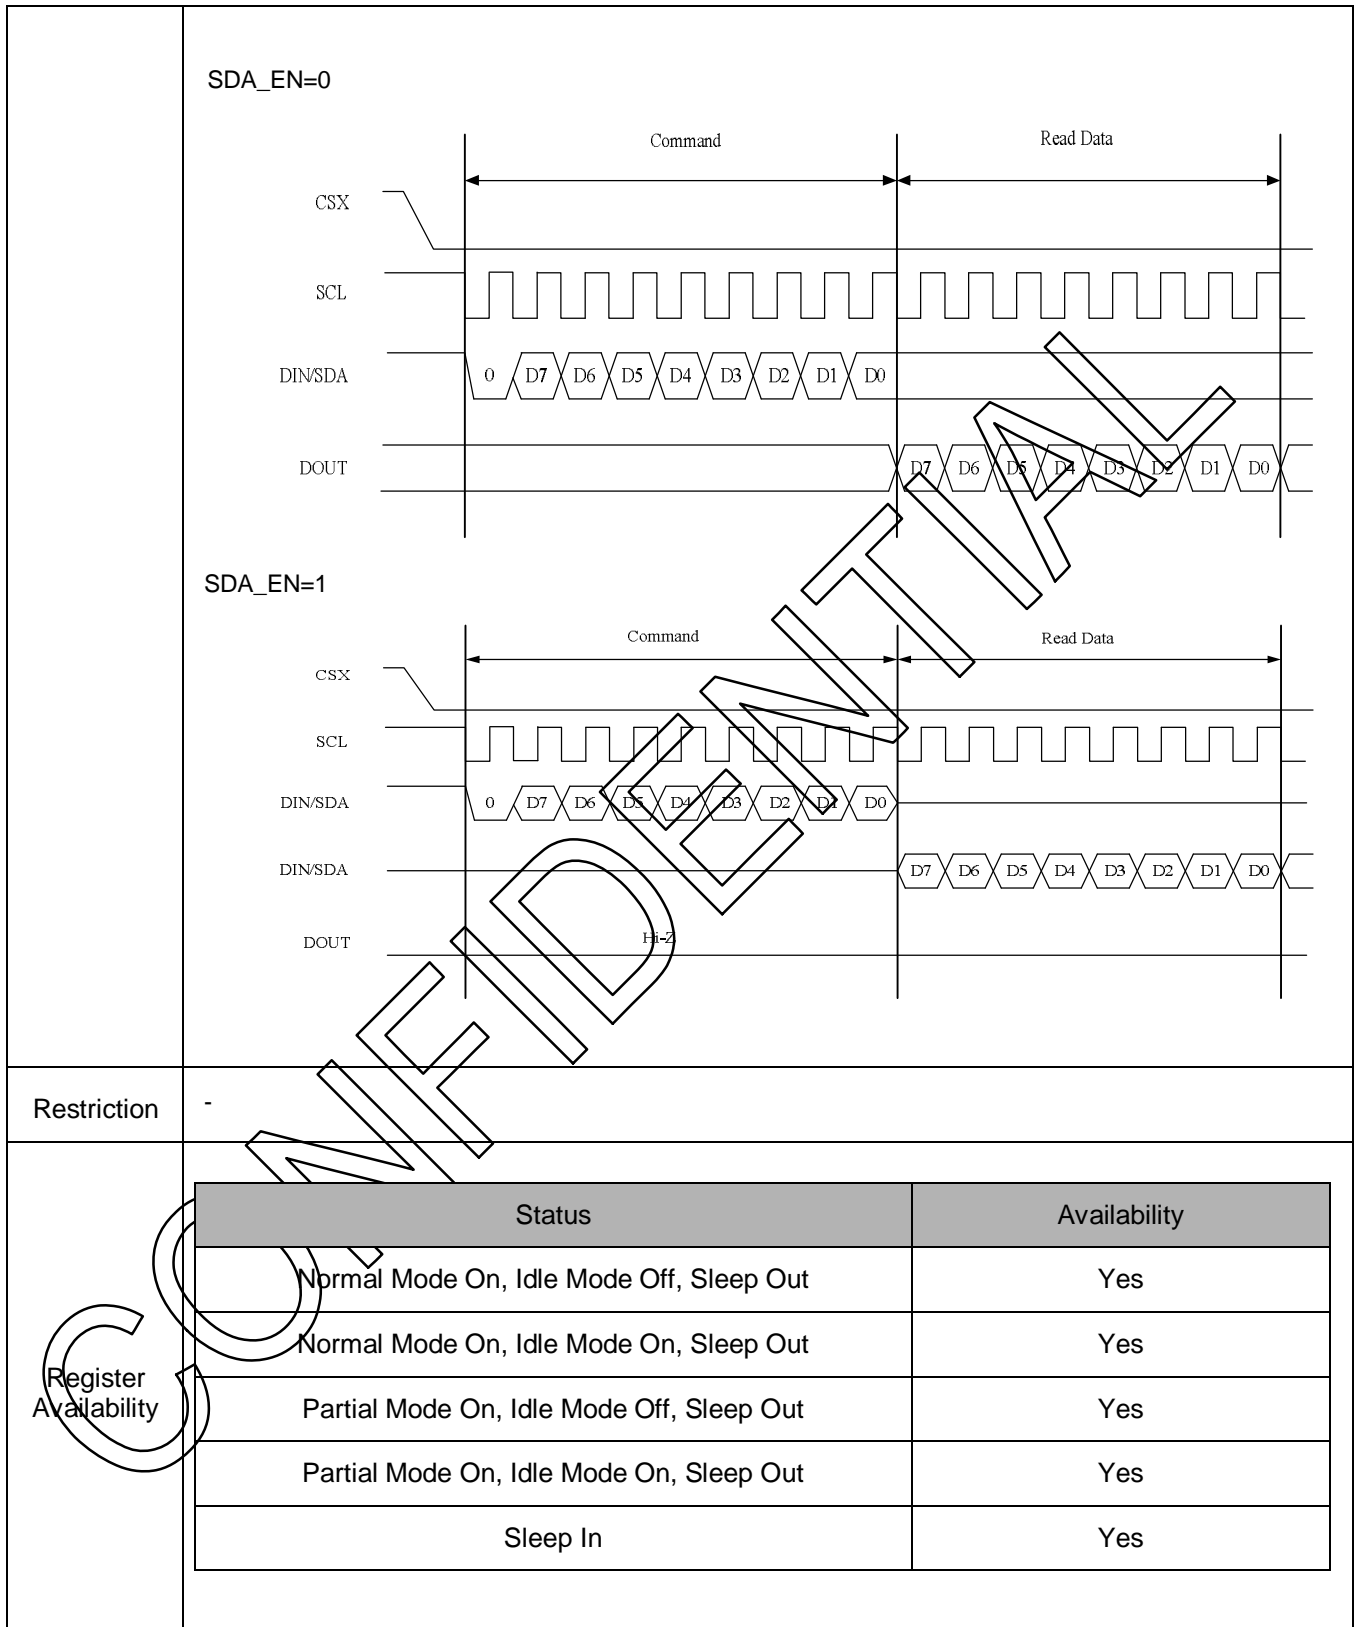 SDA_EN=0
Command Read Data
CSX
SCL
DIN/SDA 0 D7 D6 D5 D4 D3 D2 D1 D0
DOUT D7 D6 D5 D4 D3 D2 D1 D0
SDA_EN=1
Command Read Data
CSX
SCL
DIN/SDA 0 D7 D6 D5 D4 D3 D2 D1 D0
DIN/SDA D7 D6 D5 D4 D3 D2 D1 D0
DOUT Hi-Z
Restriction -
Register
Availability
Status Availability
Normal Mode On, Idle Mode Off, Sleep Out Yes
Normal Mode On, Idle Mode On, Sleep Out Yes
Partial Mode On, Idle Mode Off, Sleep Out Yes
Partial Mode On, Idle Mode On, Sleep Out Yes
Sleep In Yes
CONFIDENTIAL